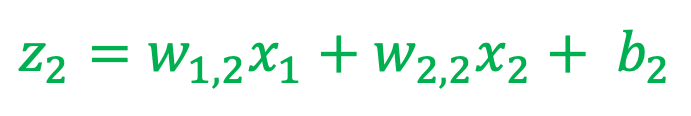 z₂ = w₁,₂x₁ + w₂,₂x₂ + b₂